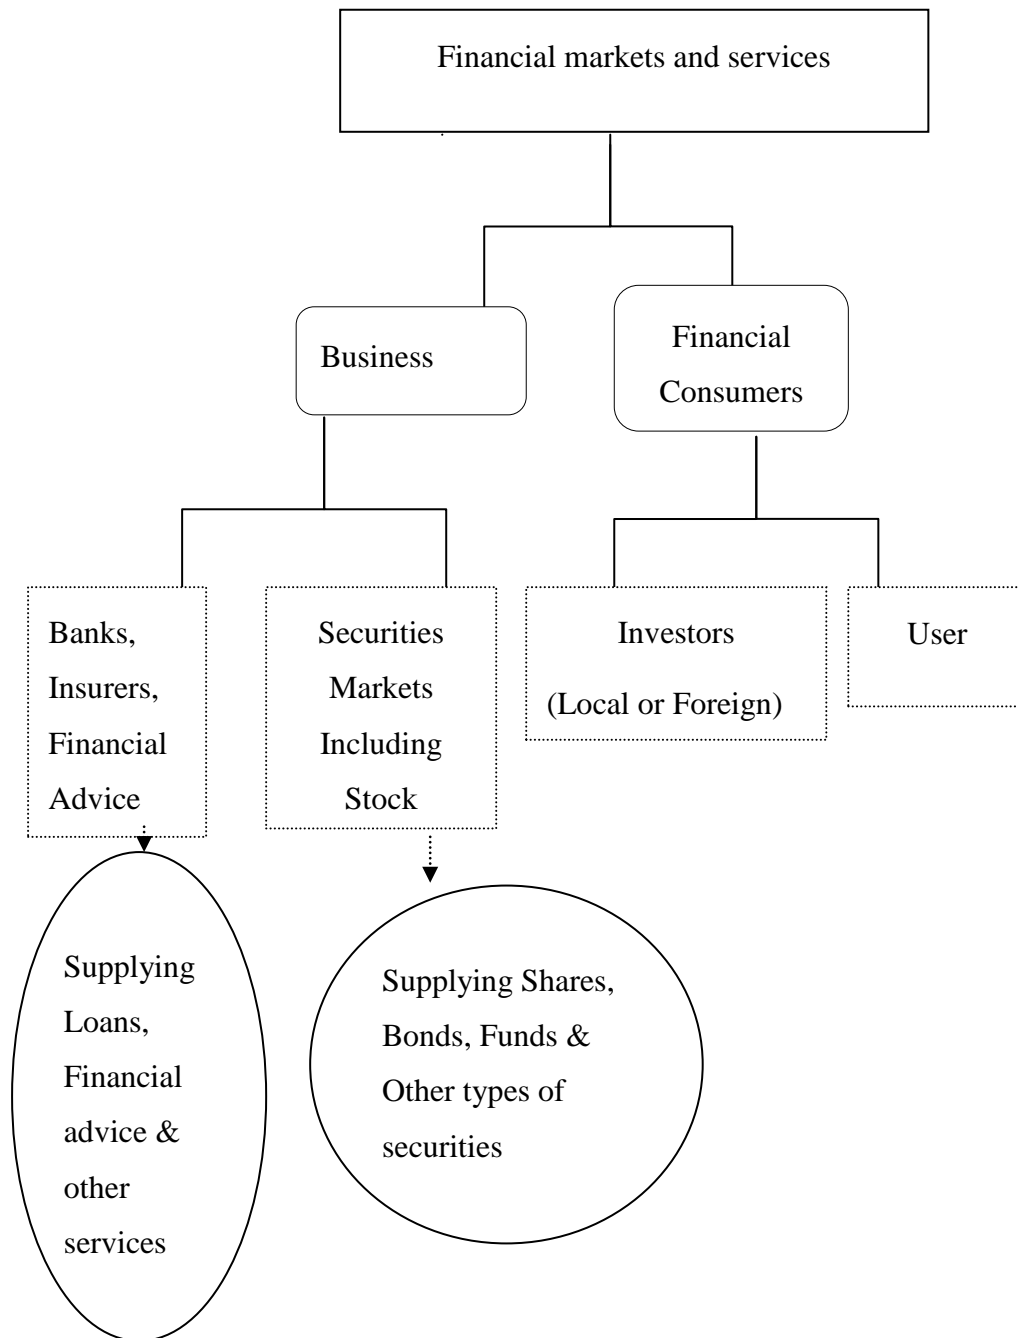 Financial markets and services
Business
Financial
Consumers
Banks,
Insurers,
Financial
Advice
Securities
Markets
Including
Stock
Investors
(Local or Foreign)
User
Supplying
Loans,
Financial
advice &
other
services
Supplying Shares,
Bonds, Funds &
Other types of
securities